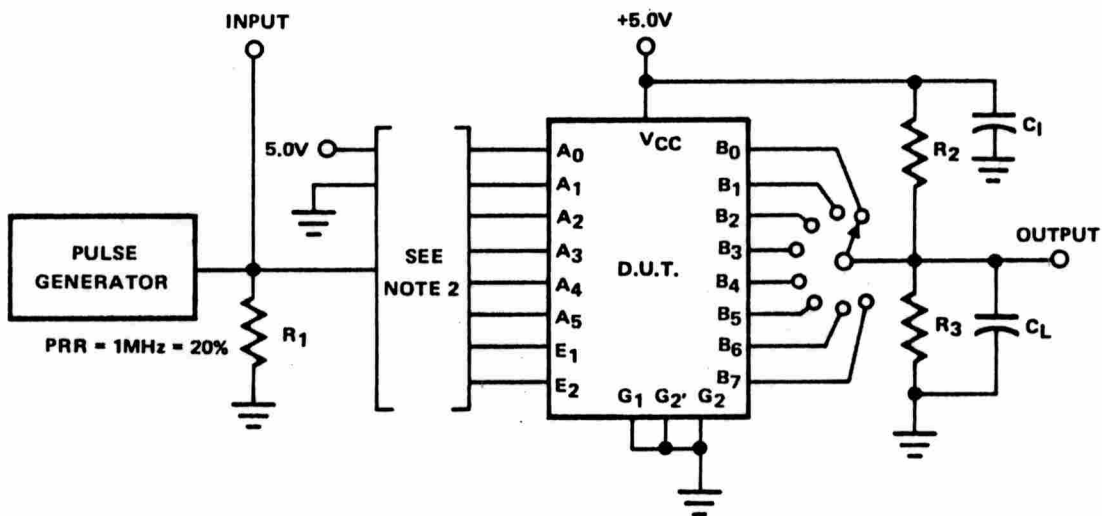 INPUT
+5.0V
5.0V
VCC
A0
A1
A2
A3
A4
A5
E1
E2
B0
B1
B2
B3
B4
B5
B6
B7
D.U.T.
G1 G2' G2
SEE
NOTE 2
PULSE
GENERATOR
PRR = 1MHz = 20%
R1
R2
CI
OUTPUT
R3
CL